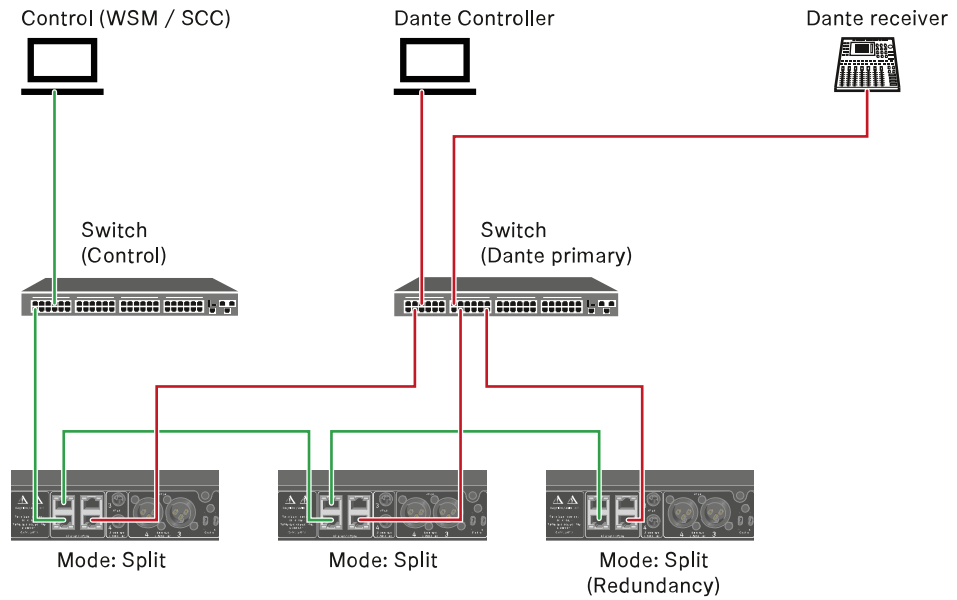 Control (WSM / SCC)
Dante Controller
Dante receiver
Switch
(Control)
Switch
(Dante primary)
Mode: Split
Mode: Split
Mode: Split
(Redundancy)